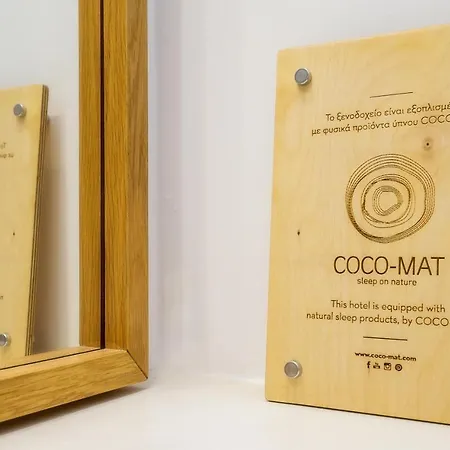 Το ξενοδοχείο είναι εξοπλισμέ
με φυσικά προϊόντα ύπνου COCO
COCO-MAT
sleep on nature
This hotel is equipped with
natural sleep products, by COCO
www.coco-mat.com